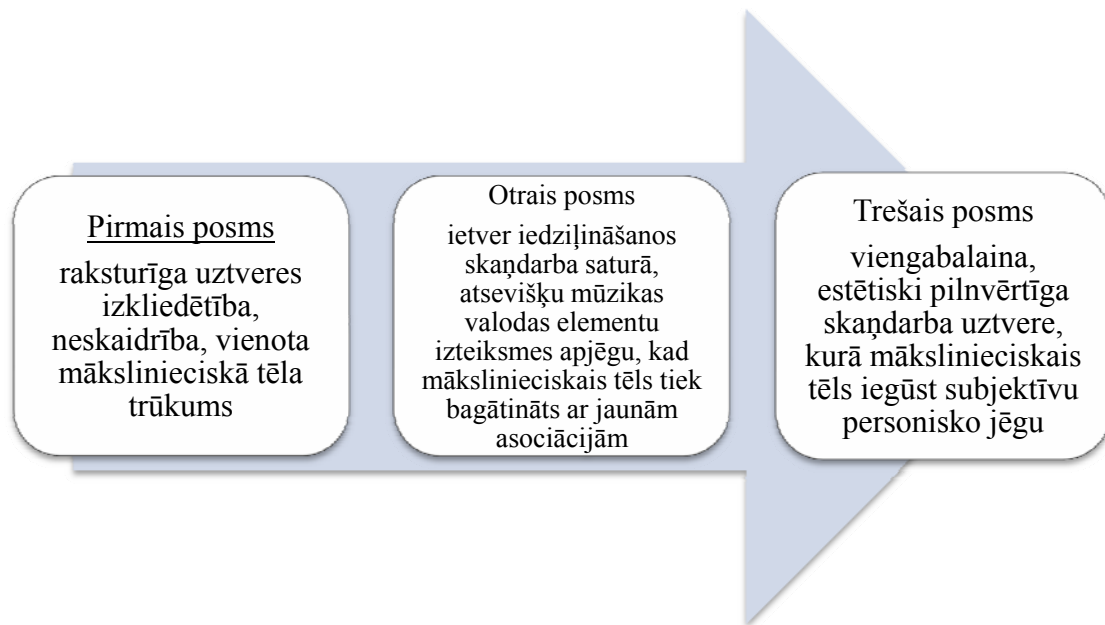 Pirmais posms
raksturīga uztveres
izkliedētība,
neskaidrība, vienota
mākslinieciskā tēla
trūkums
Otrais posms
ietver iedziļināšanos
skaņdarba saturā,
atsevišķu mūzikas
valodas elementu
izteiksmes apjēgu, kad
mākslinieciskais tēls tiek
bagātināts ar jaunām
asociācijām
Trešais posms
viengabalaina,
estētiski pilnvērtīga
skaņdarba uztvere,
kurā mākslinieciskais
tēls iegūst subjektīvu
personisko jēgu